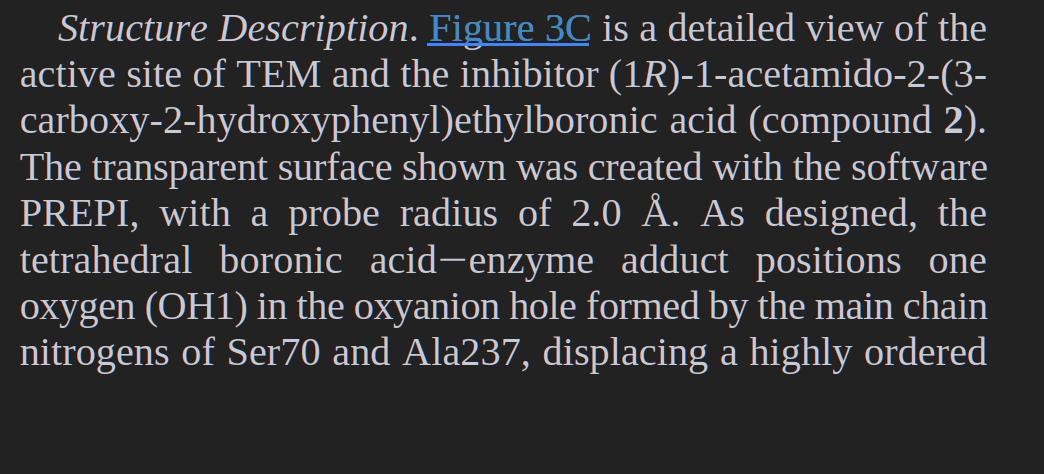 Structure Description. Figure 3C is a detailed view of the
active site of TEM and the inhibitor (1R)-1-acetamido-2-(3-
carboxy-2-hydroxyphenyl)ethylboronic acid (compound 2).
The transparent surface shown was created with the software
PREPI, with a probe radius of 2.0 Å. As designed, the
tetrahedral boronic acid−enzyme adduct positions one
oxygen (OH1) in the oxyanion hole formed by the main chain
nitrogens of Ser70 and Ala237, displacing a highly ordered